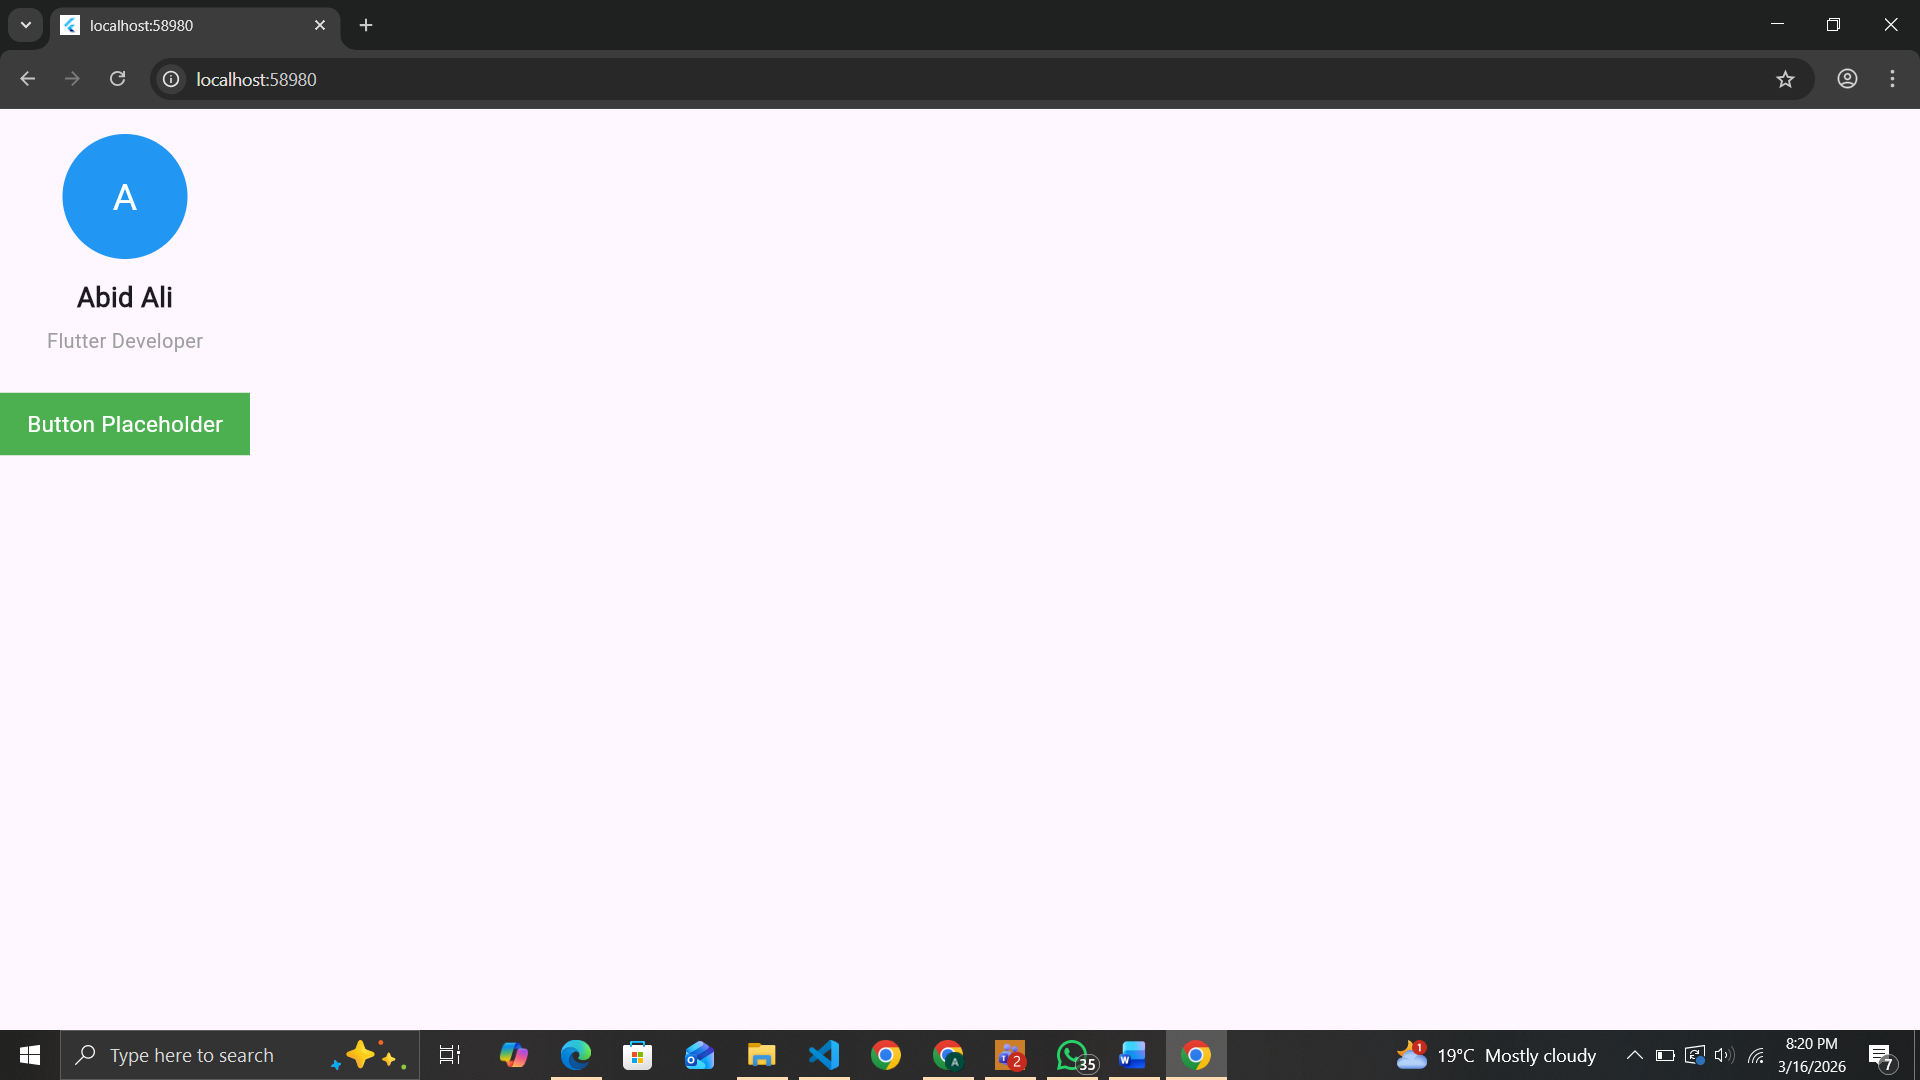 localhost:58980
localhost:58980
A
Abid Ali
Flutter Developer
Button Placeholder
Type here to search
A
T 2
35
W
1
19°C Mostly cloudy
8:20 PM
3/16/2026
7